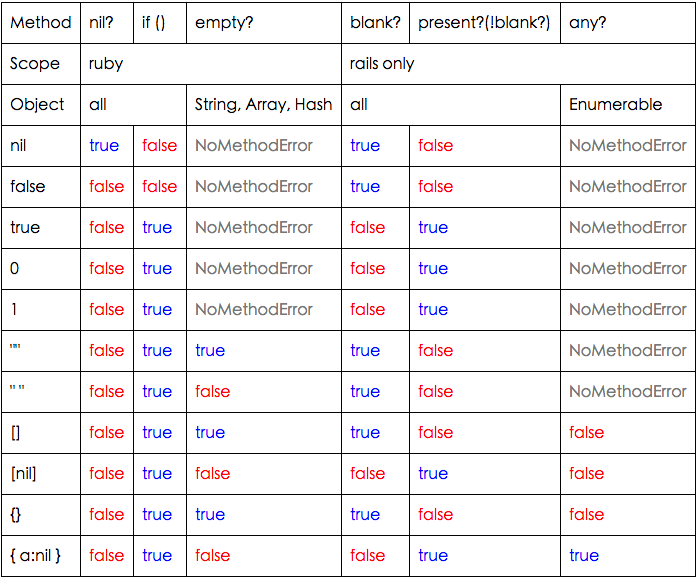 Method nil? if () empty? blank? present?(!blank?) any?
Scope ruby rails only
Object all String, Array, Hash all Enumerable
nil true false NoMethodError true false NoMethodError
false false false NoMethodError true false NoMethodError
true false true NoMethodError false true NoMethodError
0 false true NoMethodError false true NoMethodError
1 false true NoMethodError false true NoMethodError
"" false true true true false NoMethodError
" " false true false true false NoMethodError
[] false true true true false false
[nil] false true false false true false
{} false true true true false false
{ a:nil } false true false false true true